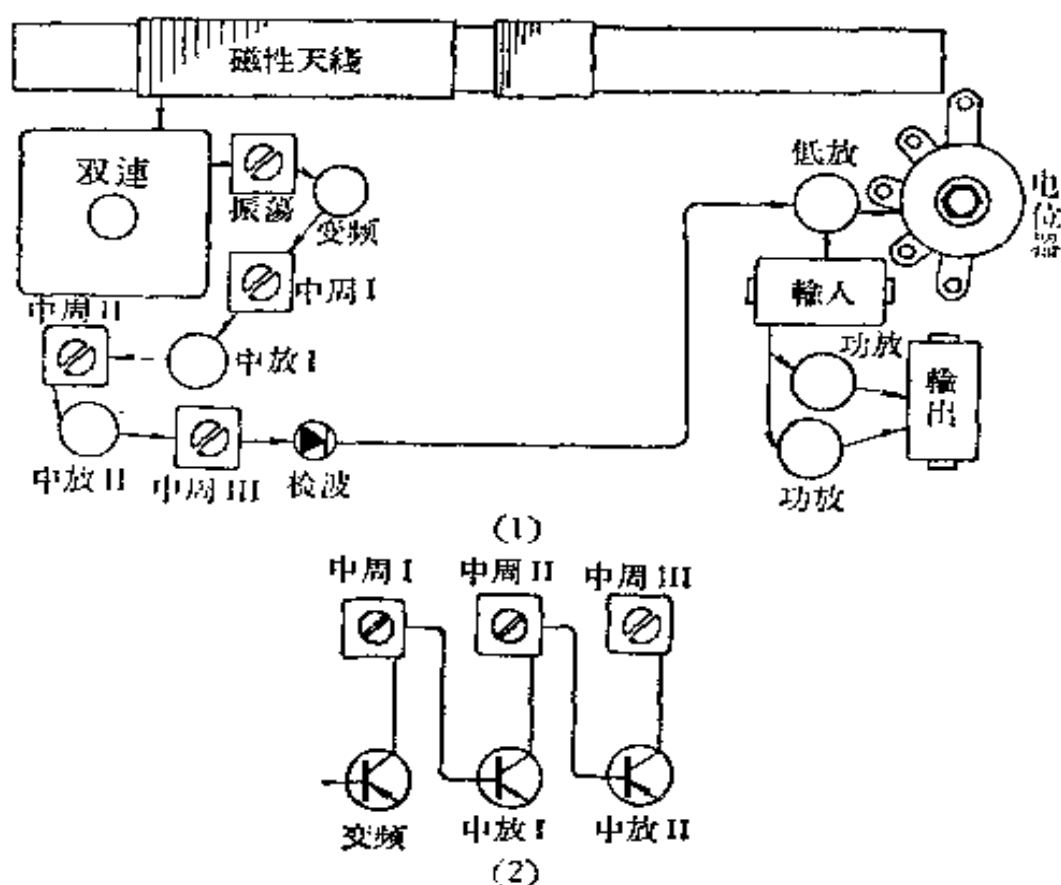 磁性天綫
双連
振蕩
变频
低放
电位器
中周 I
輸入
中周 II
中放 I
功放
輸出
中放 II
中周 III
检波
功放
(1)
中周 I
中周 II
中周 III
变频
中放 I
中放 II
(2)